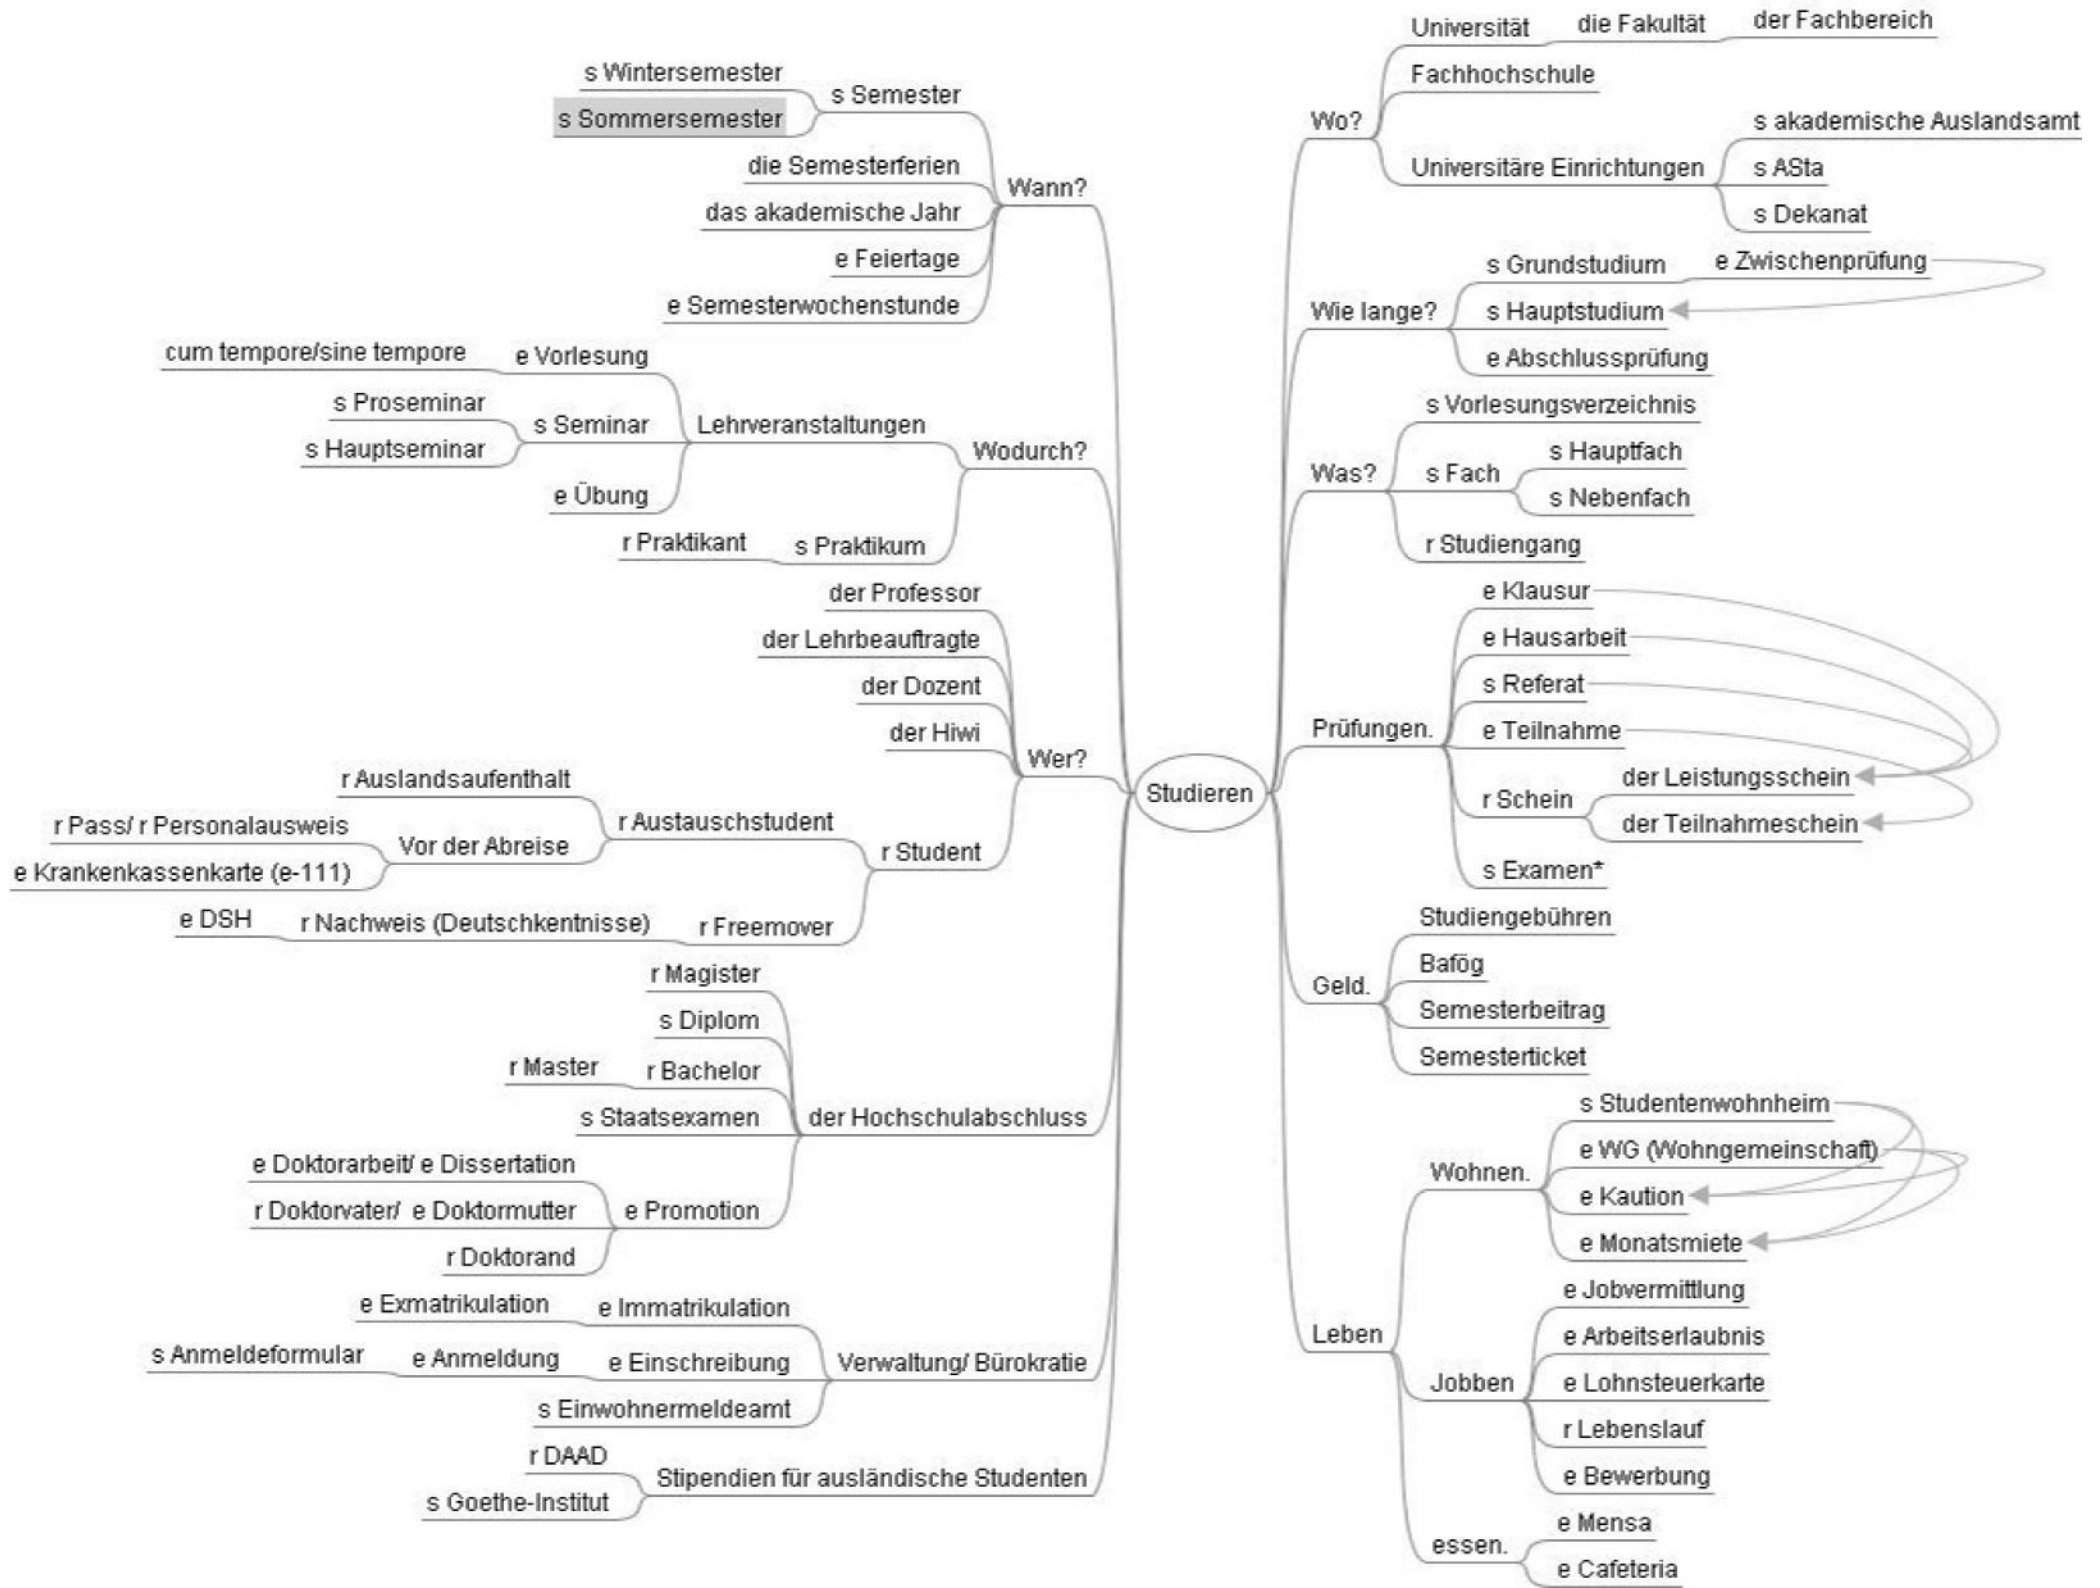 Studieren
Wann?
s Semester
s Wintersemester
s Sommersemester
die Semesterferien
das akademische Jahr
e Feiertage
e Semesterwochenstunde
Wodurch?
Lehrveranstaltungen
e Vorlesung
cum tempore/sine tempore
s Seminar
s Proseminar
s Hauptseminar
e Übung
s Praktikum
r Praktikant
Wer?
der Professor
der Lehrbeauftragte
der Dozent
der Hiwi
r Student
r Austauschstudent
r Auslandsaufenthalt
Vor der Abreise
r Pass/ r Personalausweis
e Krankenkassenkarte (e-111)
r Freemover
r Nachweis (Deutschkentnisse)
e DSH
der Hochschulabschluss
r Magister
s Diplom
r Bachelor
r Master
s Staatsexamen
e Promotion
e Doktorarbeit/ e Dissertation
r Doktorvater/ e Doktormutter
r Doktorand
Verwaltung/ Bürokratie
e Immatrikulation
e Exmatrikulation
e Einschreibung
e Anmeldung
s Anmeldeformular
s Einwohnermeldeamt
Stipendien für ausländische Studenten
r DAAD
s Goethe-Institut
Wo?
Universität
die Fakultät
der Fachbereich
Fachhochschule
Universitäre Einrichtungen
s akademische Auslandsamt
s ASta
s Dekanat
Wie lange?
s Grundstudium
e Zwischenprüfung
s Hauptstudium
e Abschlussprüfung
Was?
s Vorlesungsverzeichnis
s Fach
s Hauptfach
s Nebenfach
r Studiengang
Prüfungen.
e Klausur
e Hausarbeit
s Referat
e Teilnahme
r Schein
der Leistungsschein
der Teilnahmeschein
s Examen*
Geld.
Studiengebühren
Bafög
Semesterbeitrag
Semesterticket
Leben
Wohnen.
s Studentenwohnheim
e WG (Wohngemeinschaft)
e Kaution
e Monatsmiete
Jobben
e Jobvermittlung
e Arbeitserlaubnis
e Lohnsteuerkarte
r Lebenslauf
e Bewerbung
essen.
e Mensa
e Cafeteria